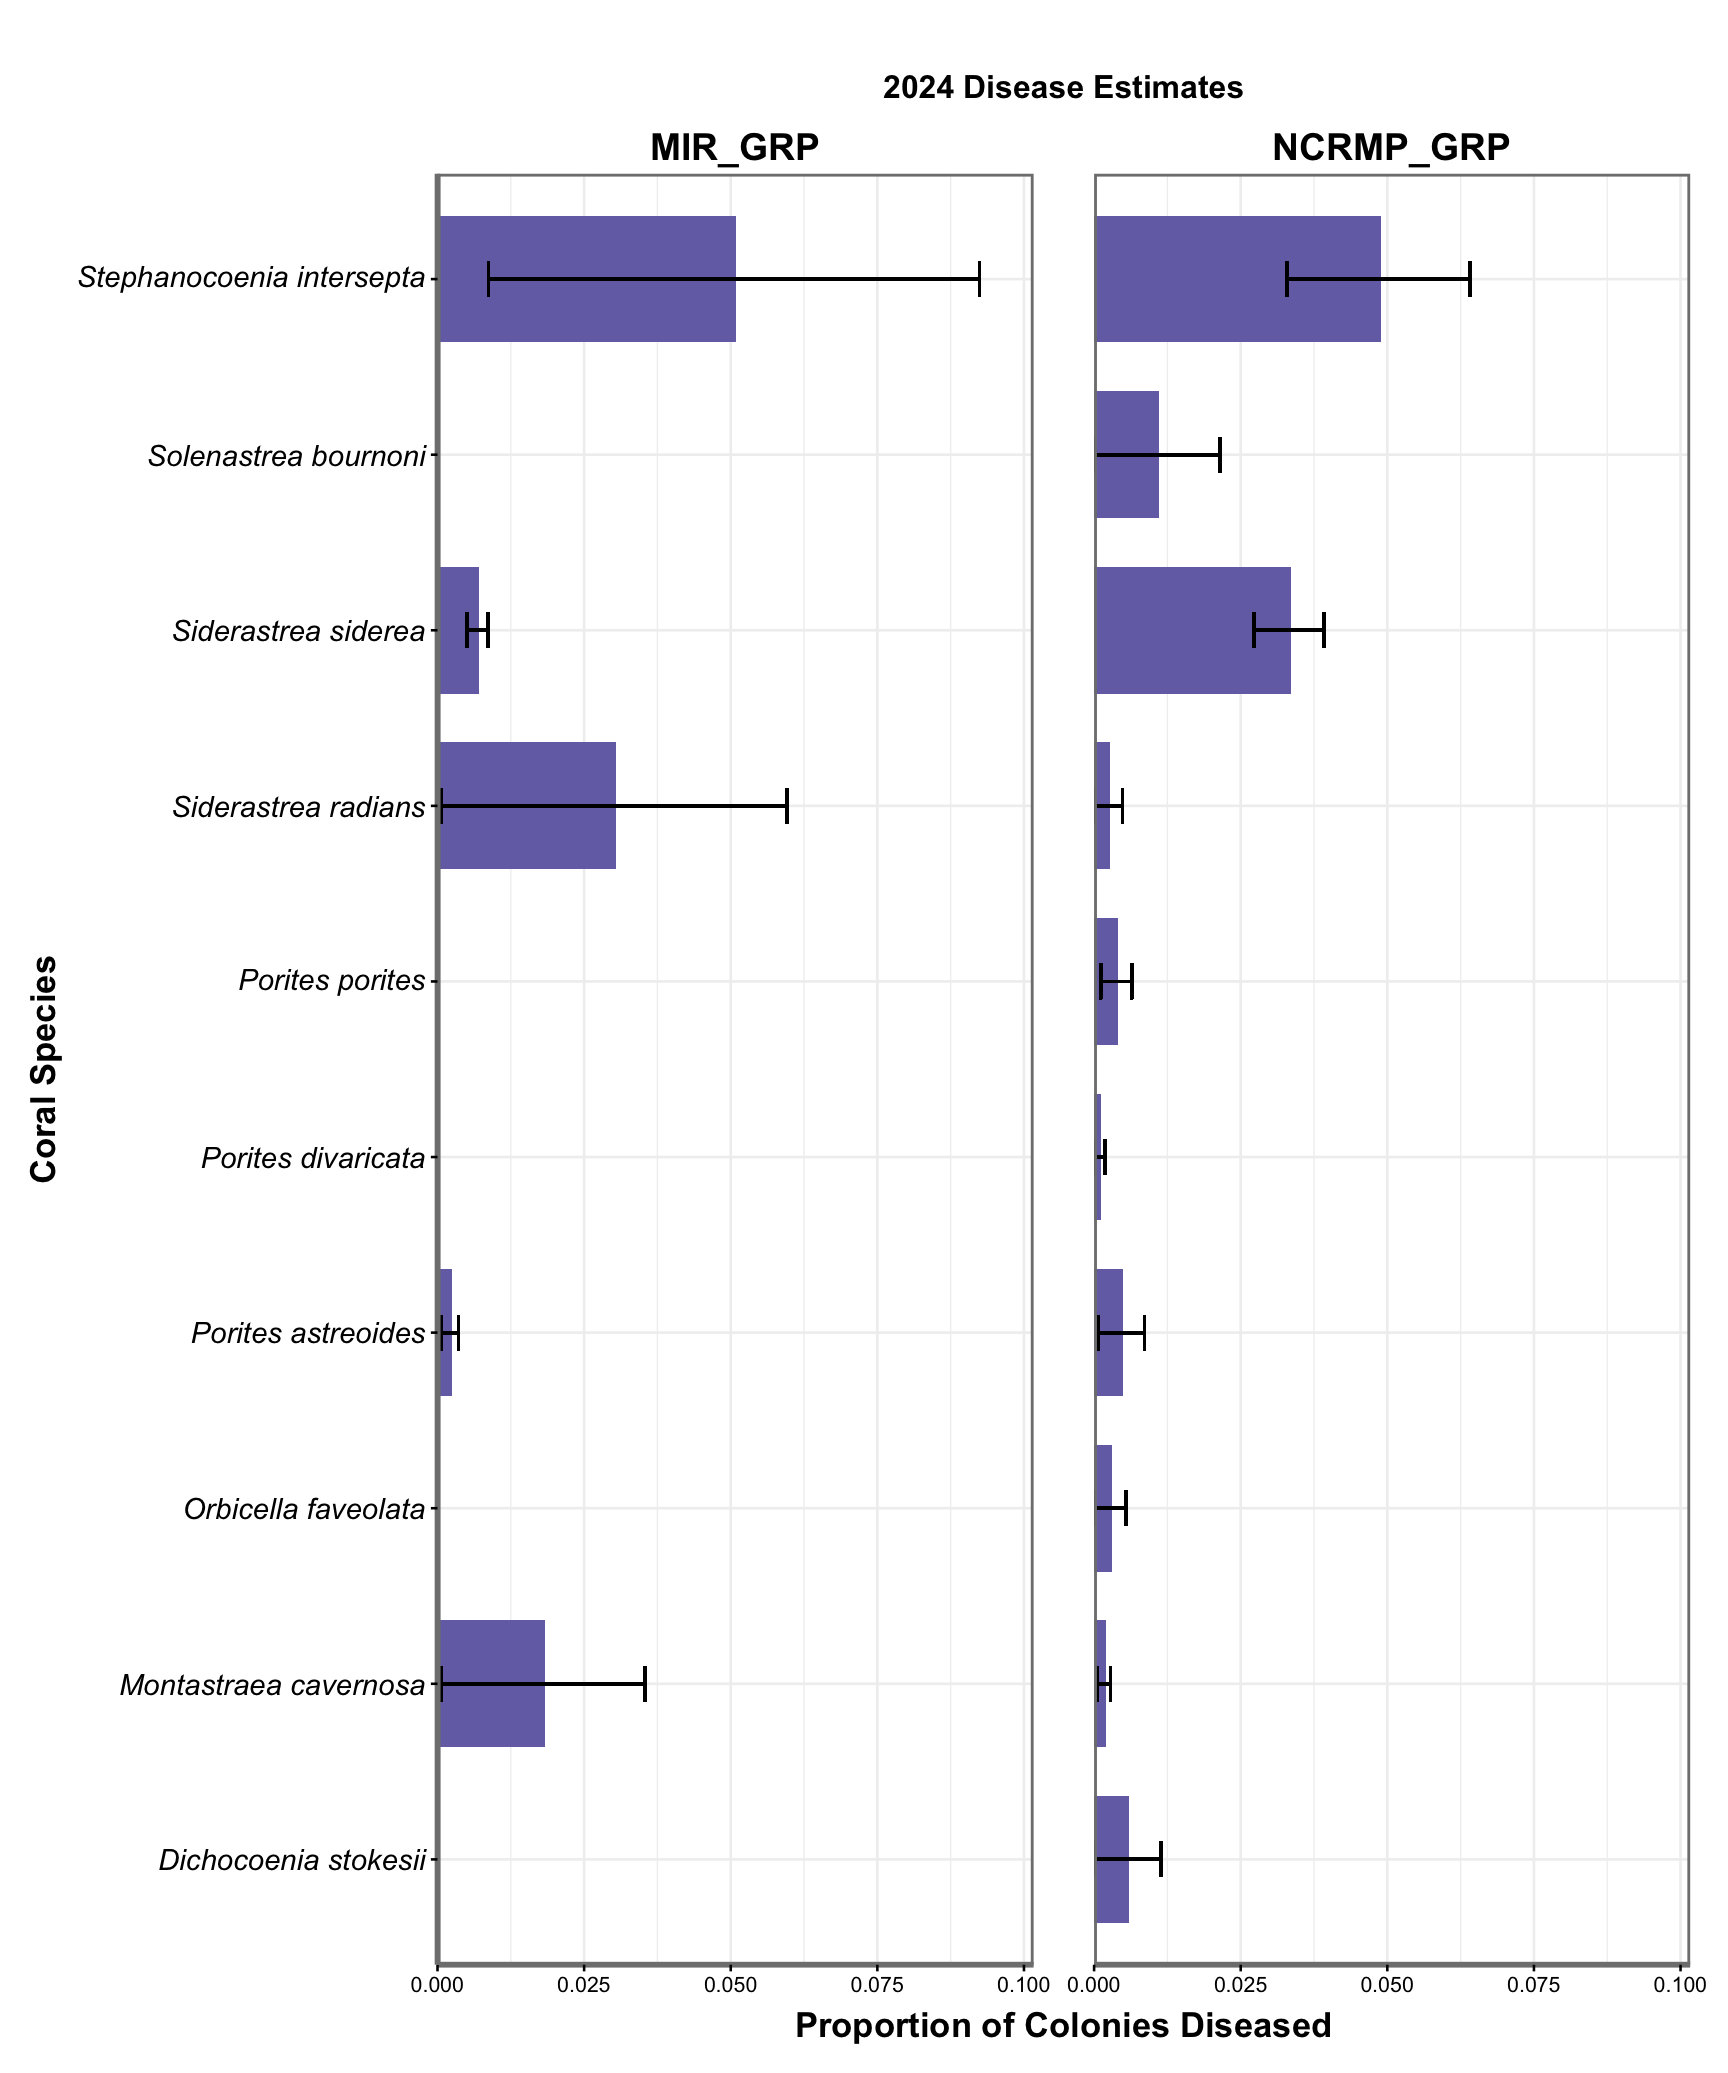 2024 Disease Estimates
MIR_GRP
NCRMP_GRP
Stephanocoenia intersepta
Solenastrea bournoni
Siderastrea siderea
Siderastrea radians
Porites porites
Porites divaricata
Porites astreoides
Orbicella faveolata
Montastraea cavernosa
Dichocoenia stokesii
Coral Species
0.000 0.025 0.050 0.075 0.100
0.000 0.025 0.050 0.075 0.100
Proportion of Colonies Diseased